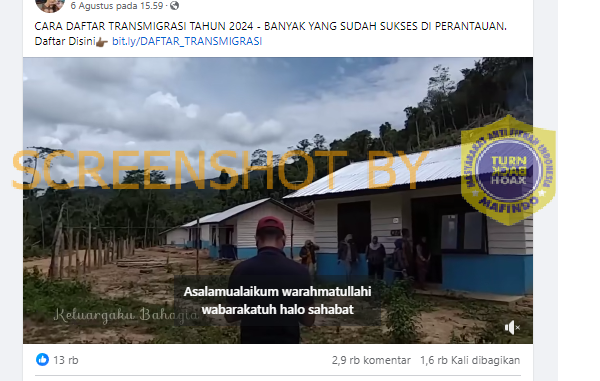 6 Agustus pada 15.59 ·
CARA DAFTAR TRANSMIGRASI TAHUN 2024 - BANYAK YANG SUDAH SUKSES DI PERANTAUAN.
Daftar Disini👉🏿 bit.ly/DAFTAR_TRANSMIGRASI
SCREENSHOT BY
MASYARAKAT ANTI FITNAH INDONESIA
TURN
BACK
HOAX
MAFINDO
Asalamualaikum warahmatullahi
wabarakatuh halo sahabat
Keluargaku Bahagia
13 rb
2,9 rb komentar
1,6 rb Kali dibagikan